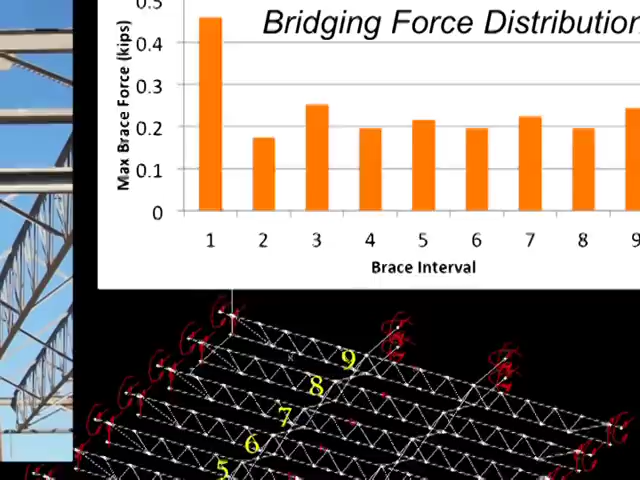 Bridging Force Distribution
Max Brace Force (kips)
0.5
0.4
0.3
0.2
0.1
0
1 2 3 4 5 6 7 8 9
Brace Interval
9
8
7
6
5